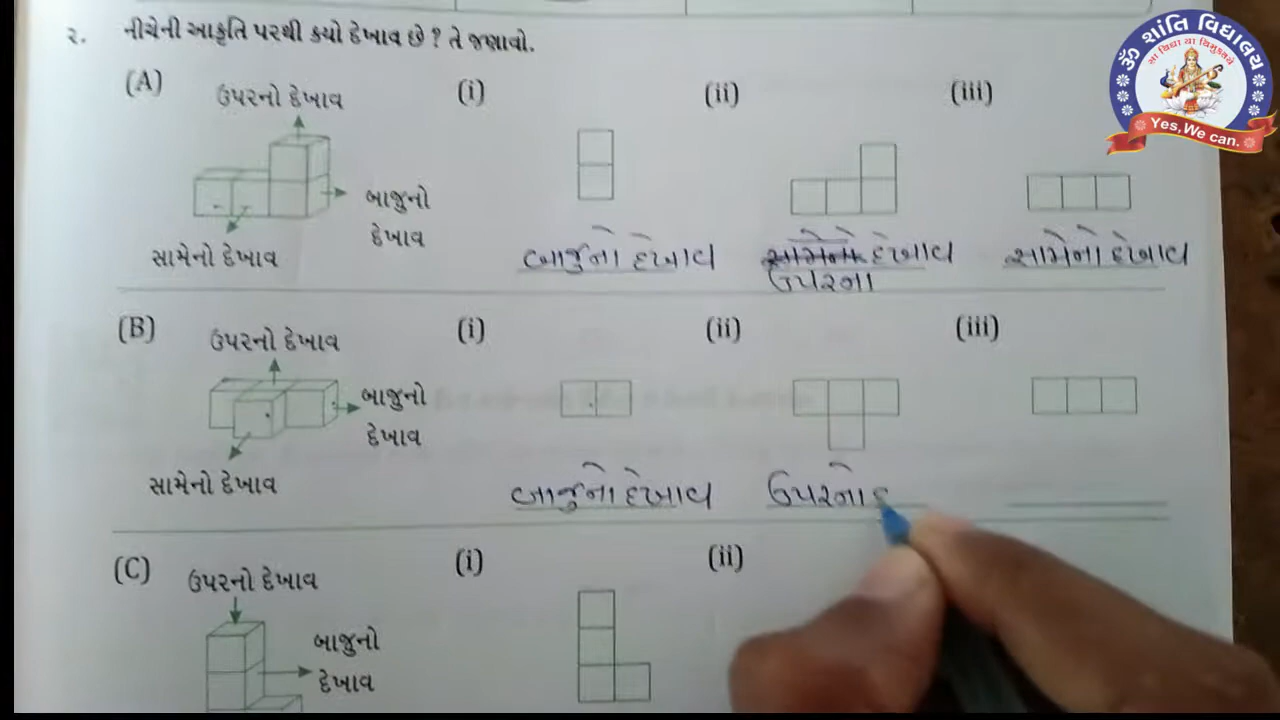 ૨. નીચેની આકૃતિ પરથી કયો દેખાવ છે ? તે જણાવો.
ૐ શાંતિ વિદ્યાલય
સા વિદ્યા યા વિમુક્તયે
Yes, We can.
(A) (i) (ii) (iii)
ઉપરનો દેખાવ
બાજુનો
દેખાવ
સામેનો દેખાવ
બાજુનો દેખાવ
સામેનો દેખાવ
ઉપરના
સામેનો દેખાવ
(B) (i) (ii) (iii)
ઉપરનો દેખાવ
બાજુનો
દેખાવ
સામેનો દેખાવ
બાજુનો દેખાવ
ઉપરનો દ
(C) (i) (ii)
ઉપરનો દેખાવ
બાજુનો
દેખાવ